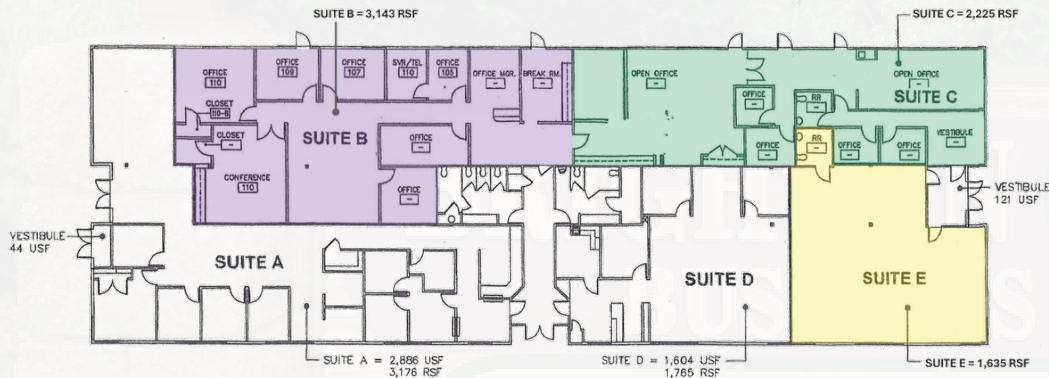 SUITE B = 3,143 RSF
SUITE C = 2,225 RSF
OFFICE
110
OFFICE
109
OFFICE
107
SVR/TEL
110
OFFICE
105
OFFICE MGR.
BREAK RM.
OPEN OFFICE
OPEN OFFICE
SUITE C
OFFICE
RR
CLOSET
110-B
SUITE B
CLOSET
OFFICE
OFFICE
RR
OFFICE
OFFICE
VESTIBULE
CONFERENCE
110
OFFICE
VESTIBULE
121 USF
VESTIBULE
44 USF
SUITE A
SUITE D
SUITE E
SUITE A = 2,886 USF
3,176 RSF
SUITE D = 1,604 USF
1,765 RSF
SUITE E = 1,635 RSF